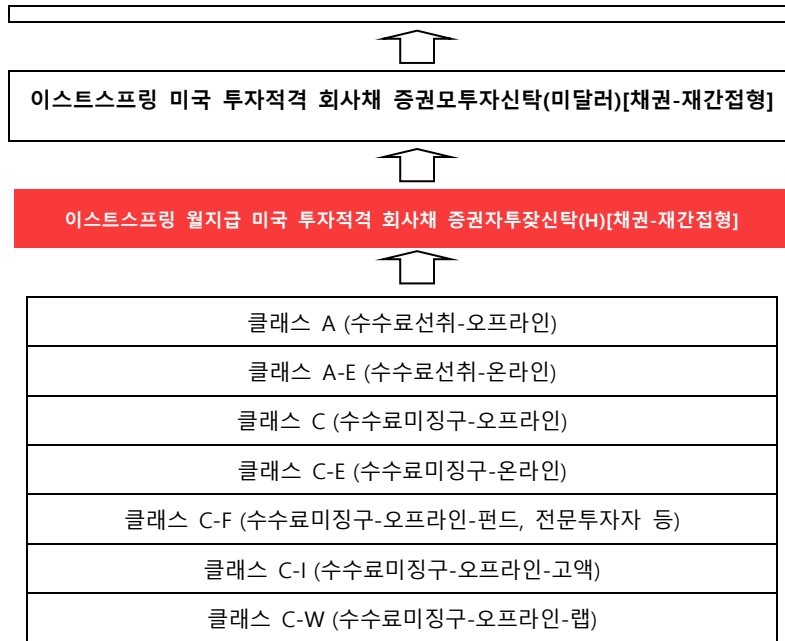 이스트스프링 미국 투자적격 회사채 증권모투자신탁(미달러)[채권-재간접형]
이스트스프링 월지급 미국 투자적격 회사채 증권자투잦신탁(H)[채권-재간접형]
클래스 A (수수료선취-오프라인)
클래스 A-E (수수료선취-온라인)
클래스 C (수수료미징구-오프라인)
클래스 C-E (수수료미징구-온라인)
클래스 C-F (수수료미징구-오프라인-펀드, 전문투자자 등)
클래스 C-I (수수료미징구-오프라인-고액)
클래스 C-W (수수료미징구-오프라인-랩)